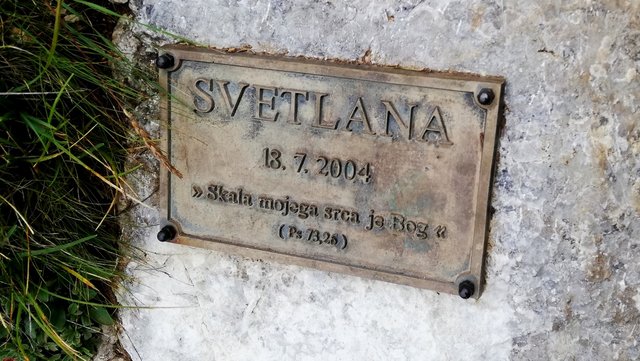 SVETLANA
13. 7. 2004
»Skala mojega srca je Bog«
(Ps 73,26)